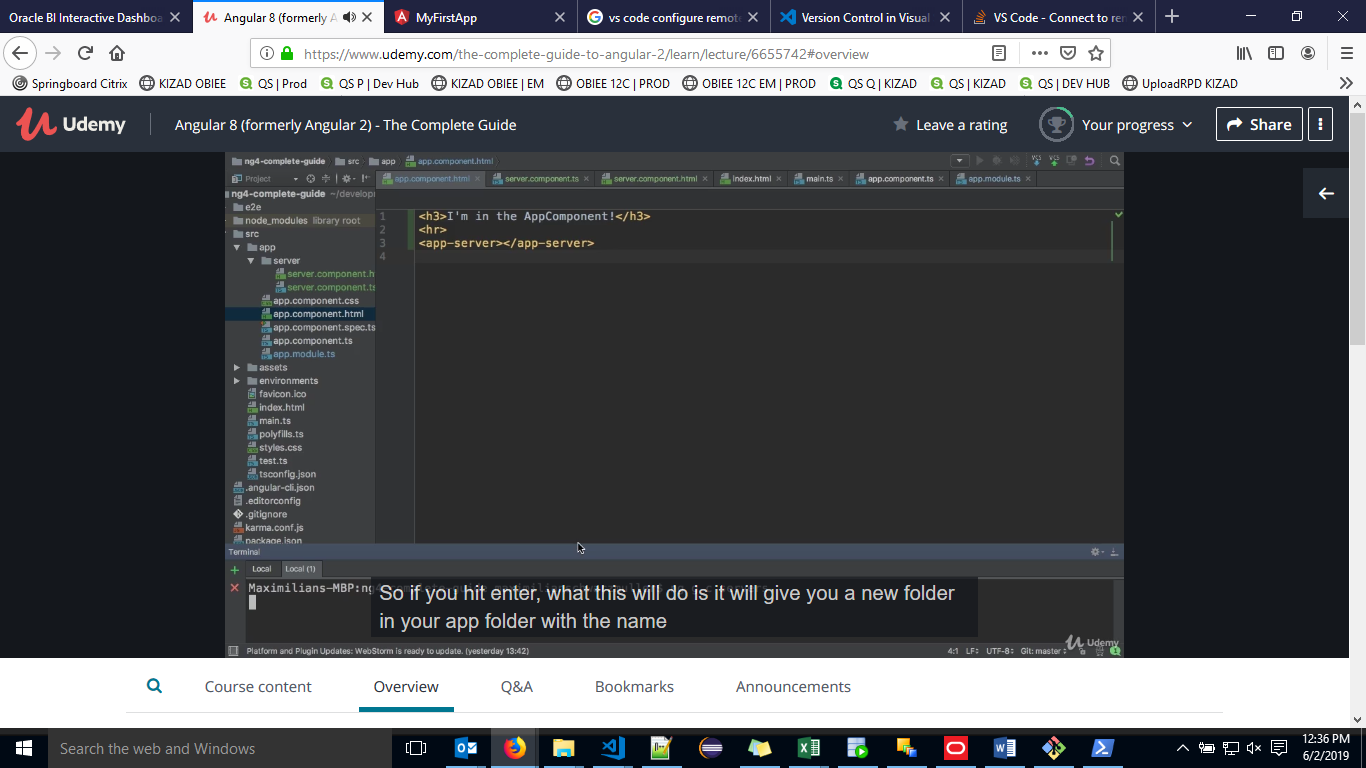 Oracle BI Interactive Dashboa
Angular 8 (formerly A
MyFirstApp
vs code configure remot
Version Control in Visual
VS Code - Connect to rem
https://www.udemy.com/the-complete-guide-to-angular-2/learn/lecture/6655742#overview
Springboard Citrix
KIZAD OBIEE
QS | Prod
QS P | Dev Hub
KIZAD OBIEE | EM
OBIEE 12C | PROD
OBIEE 12C EM | PROD
QS Q | KIZAD
QS | KIZAD
QS | DEV HUB
UploadRPD KIZAD
Udemy
Angular 8 (formerly Angular 2) - The Complete Guide
Leave a rating
Your progress
Share
ng4-complete-guide src app app.component.html
Project
app.component.html
server.component.ts
server.component.html
index.html
main.ts
app.component.ts
app.module.ts
ng4-complete-guide ~/develop
e2e
node_modules library root
src
app
server
server.component.h
server.component.ts
app.component.css
app.component.html
app.component.spec.ts
app.component.ts
app.module.ts
assets
environments
favicon.ico
index.html
main.ts
polyfills.ts
styles.css
test.ts
tsconfig.json
.angular-cli.json
.editorconfig
.gitignore
karma.conf.js
package.json
1 <h3>I'm in the AppComponent!</h3>
2 <hr>
3 <app-server></app-server>
4
Terminal
Local
Local (1)
Maximilians-MBP:ng
So if you hit enter, what this will do is it will give you a new folder
in your app folder with the name
Platform and Plugin Updates: WebStorm is ready to update. (yesterday 13:42)
4:1 LF÷ UTF-8÷ Git: master
Udemy
Course content
Overview
Q&A
Bookmarks
Announcements
Search the web and Windows
12:36 PM
6/2/2019